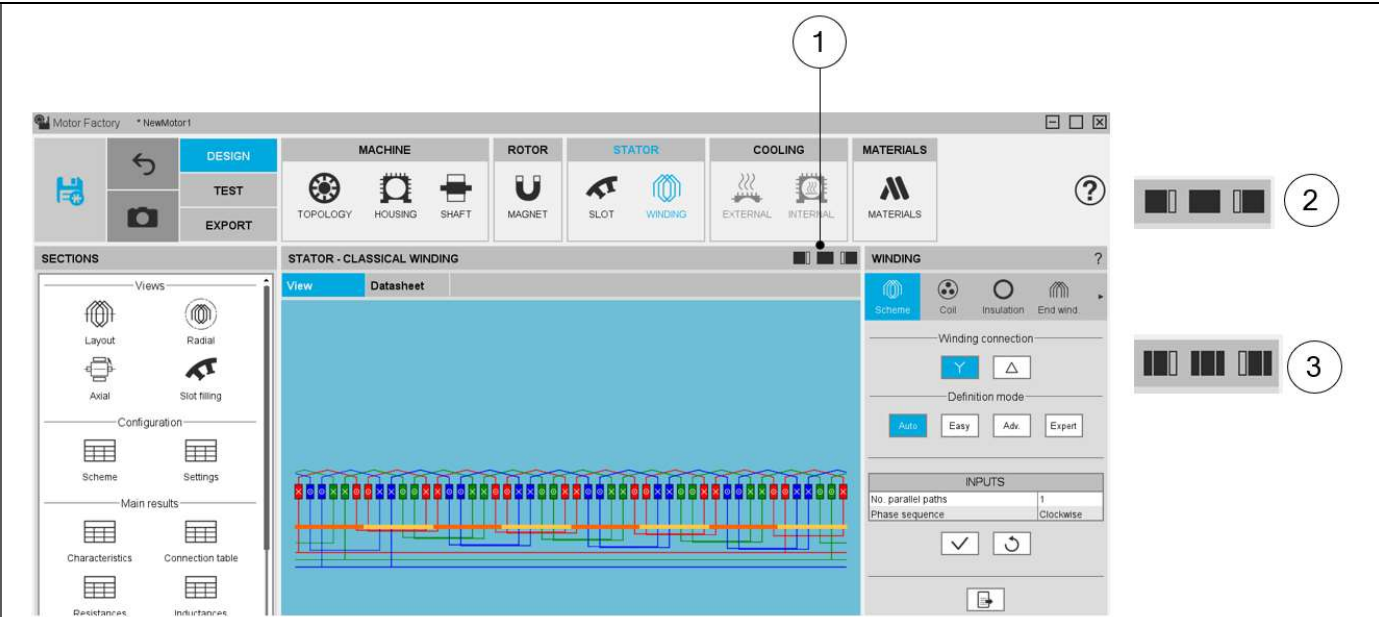 1
Motor Factory * NewMotor1
DESIGN
TEST
EXPORT
MACHINE
TOPOLOGY HOUSING SHAFT
ROTOR
MAGNET
STATOR
SLOT WINDING
COOLING
EXTERNAL INTERNAL
MATERIALS
MATERIALS
?
2
SECTIONS
Views
Layout Radial
Axial Slot filling
Configuration
Scheme Settings
Main results
Characteristics Connection table
Resistances Inductances
STATOR - CLASSICAL WINDING
View Datasheet
WINDING ?
Scheme Coil Insulation End wind.
Winding connection
Definition mode
Auto Easy Adv. Expert
INPUTS
No. parallel paths 1
Phase sequence Clockwise
3